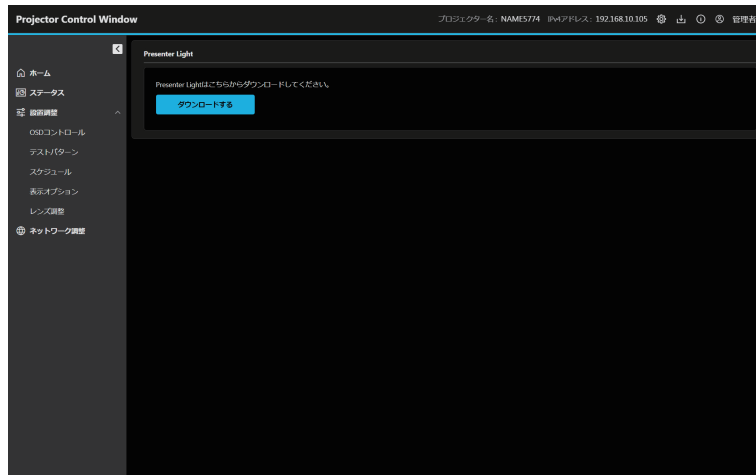 Projector Control Window
プロジェクター名 : NAME5774 IPv4アドレス : 192.168.10.105 管理者
Presenter Light
Presenter Lightはこちらからダウンロードしてください。
ダウンロードする
ホーム
ステータス
設置調整
OSDコントロール
テストパターン
スケジュール
表示オプション
レンズ調整
ネットワーク調整